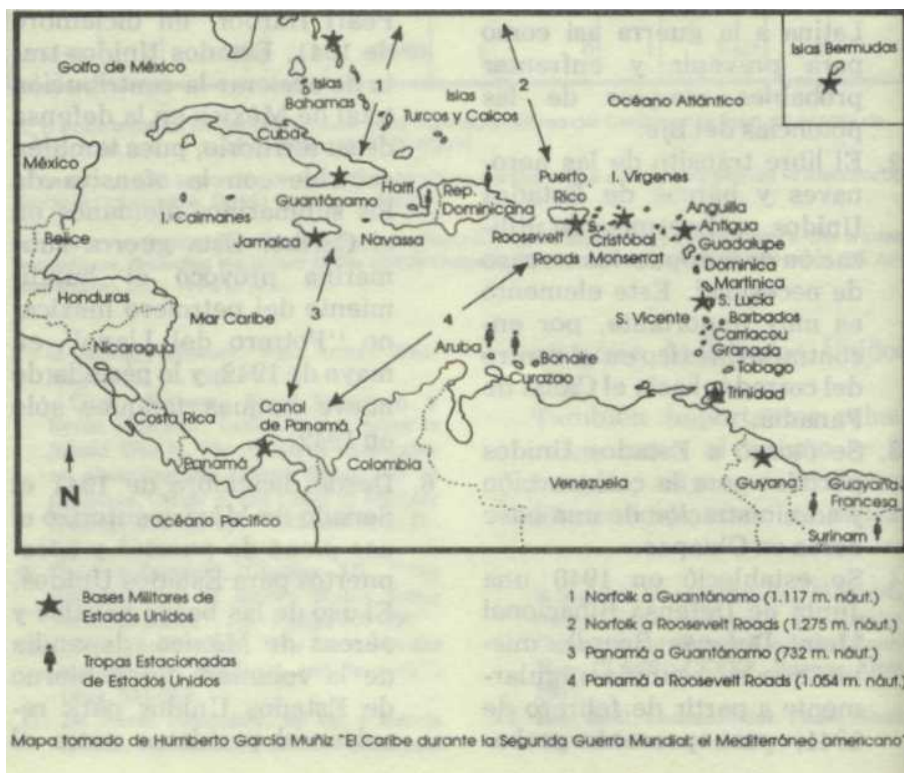 Golfo de México
Islas Bermudas
Océano Atlántico
Islas
Bahamas
1
Islas
Turcos y Caicos
2
Cuba
México
Guantánamo
Haití
Rep.
Dominicana
Puerto
Rico
I. Vírgenes
Anguilla
Antigua
I. Caimanes
Belice
Jamaica
Navassa
Roosevelt
Roads
S.
Cristóbal
Monserrat
Guadalupe
Dominica
Martinica
S. Lucía
Honduras
Mar Caribe
3
4
S. Vicente
Barbados
Carriacou
Granada
Nicaragua
Aruba
Bonaire
Curazao
Tobago
Trinidad
Costa Rica
Canal
de Panamá
Panamá
Colombia
Venezuela
Guyana
Guayana
Francesa
Surinam
N
Océano Pacífico
Bases Militares de
Estados Unidos
Tropas Estacionadas
de Estados Unidos
1 Norfolk a Guantánamo (1.117 m. náut.)
2 Norfolk a Roosevelt Roads (1.275 m. náut.)
3 Panamá a Guantánamo (732 m. náut.)
4 Panamá a Roosevelt Roads (1.054 m. náut.)
Mapa tomado de Humberto García Muñiz "El Caribe durante la Segunda Guerra Mundial; el Mediterráneo americano"